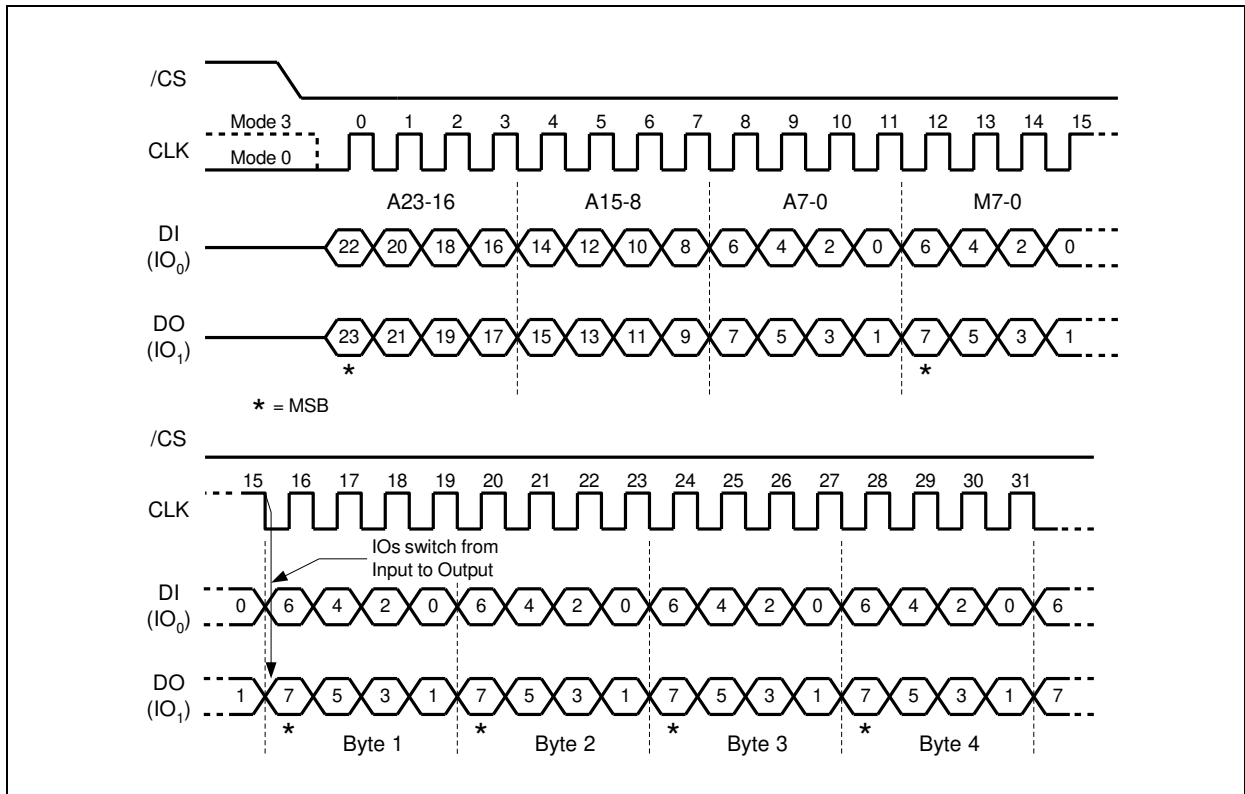 /CS
Mode 3
0 1 2 3 4 5 6 7 8 9 10 11 12 13 14 15
CLK
Mode 0
A23-16 A15-8 A7-0 M7-0
DI
(IO0)
22 20 18 16 14 12 10 8 6 4 2 0 6 4 2 0
DO
(IO1)
23 21 19 17 15 13 11 9 7 5 3 1 7 5 3 1
* *
* = MSB
/CS
15 16 17 18 19 20 21 22 23 24 25 26 27 28 29 30 31
CLK
IOs switch from
Input to Output
DI
(IO0)
0 6 4 2 0 6 4 2 0 6 4 2 0 6 4 2 0 6
DO
(IO1)
1 7 5 3 1 7 5 3 1 7 5 3 1 7 5 3 1 7
* * * *
Byte 1 Byte 2 Byte 3 Byte 4